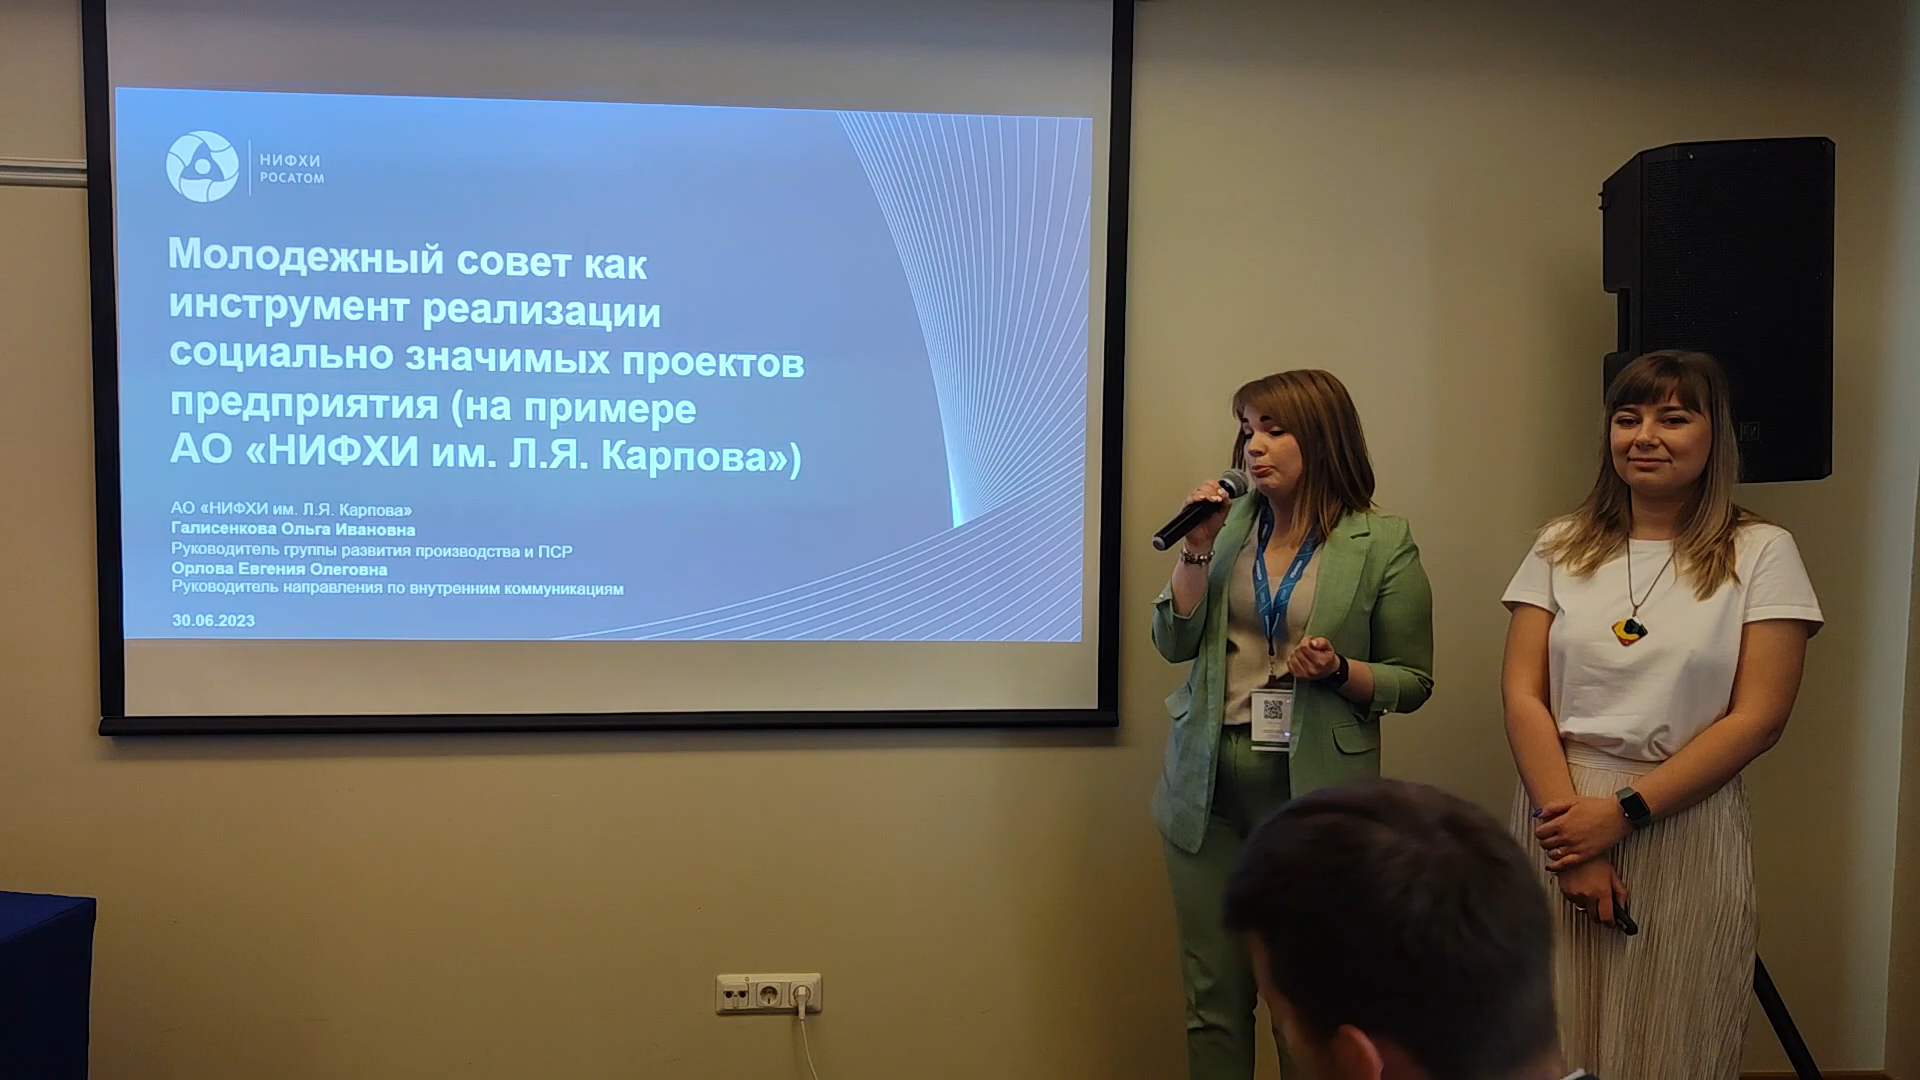 НИФХИ
РОСАТОМ
Молодежный совет как
инструмент реализации
социально значимых проектов
предприятия (на примере
АО «НИФХИ им. Л.Я. Карпова»)
АО «НИФХИ им. Л.Я. Карпова»
Галисенкова Ольга Ивановна
Руководитель группы развития производства и ПСР
Орлова Евгения Олеговна
Руководитель направления по внутренним коммуникациям
30.06.2023